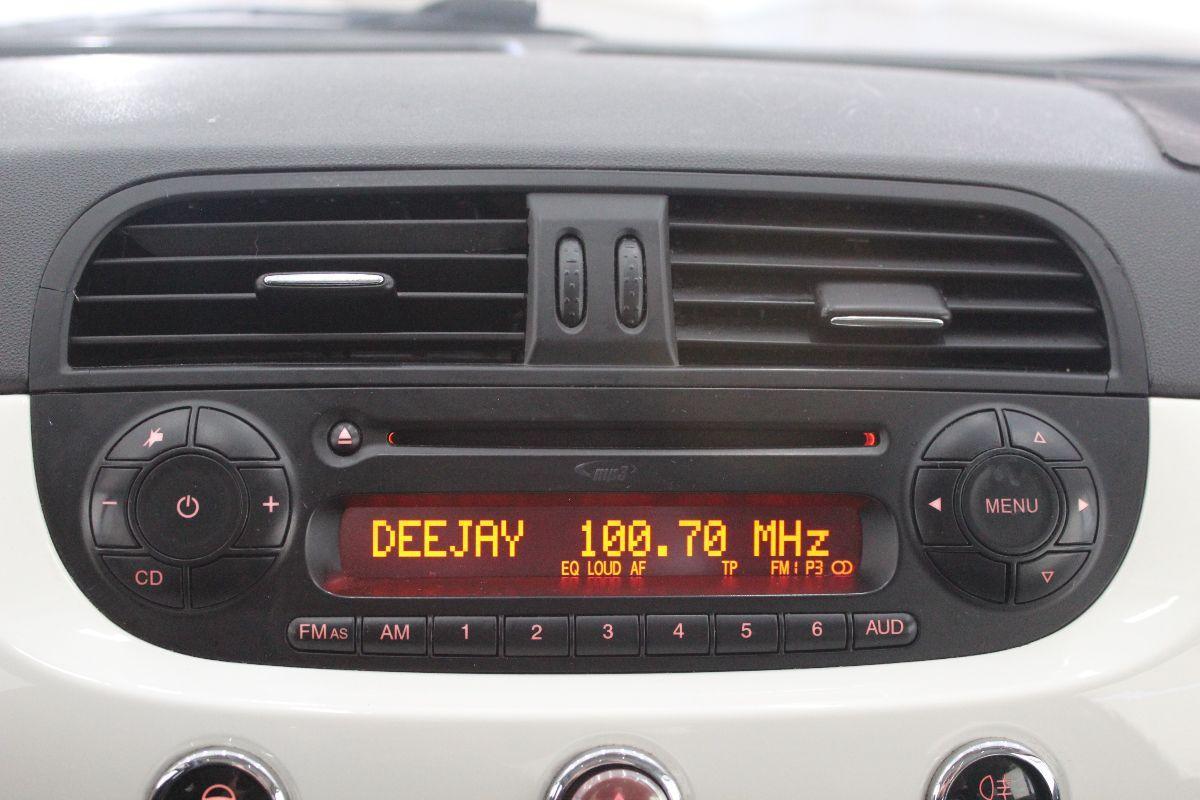 mp3
MENU
DEEJAY 100.70 MHz
EQ LOUD AF TP FM1 P3
CD
FM AS AM 1 2 3 4 5 6 AUD